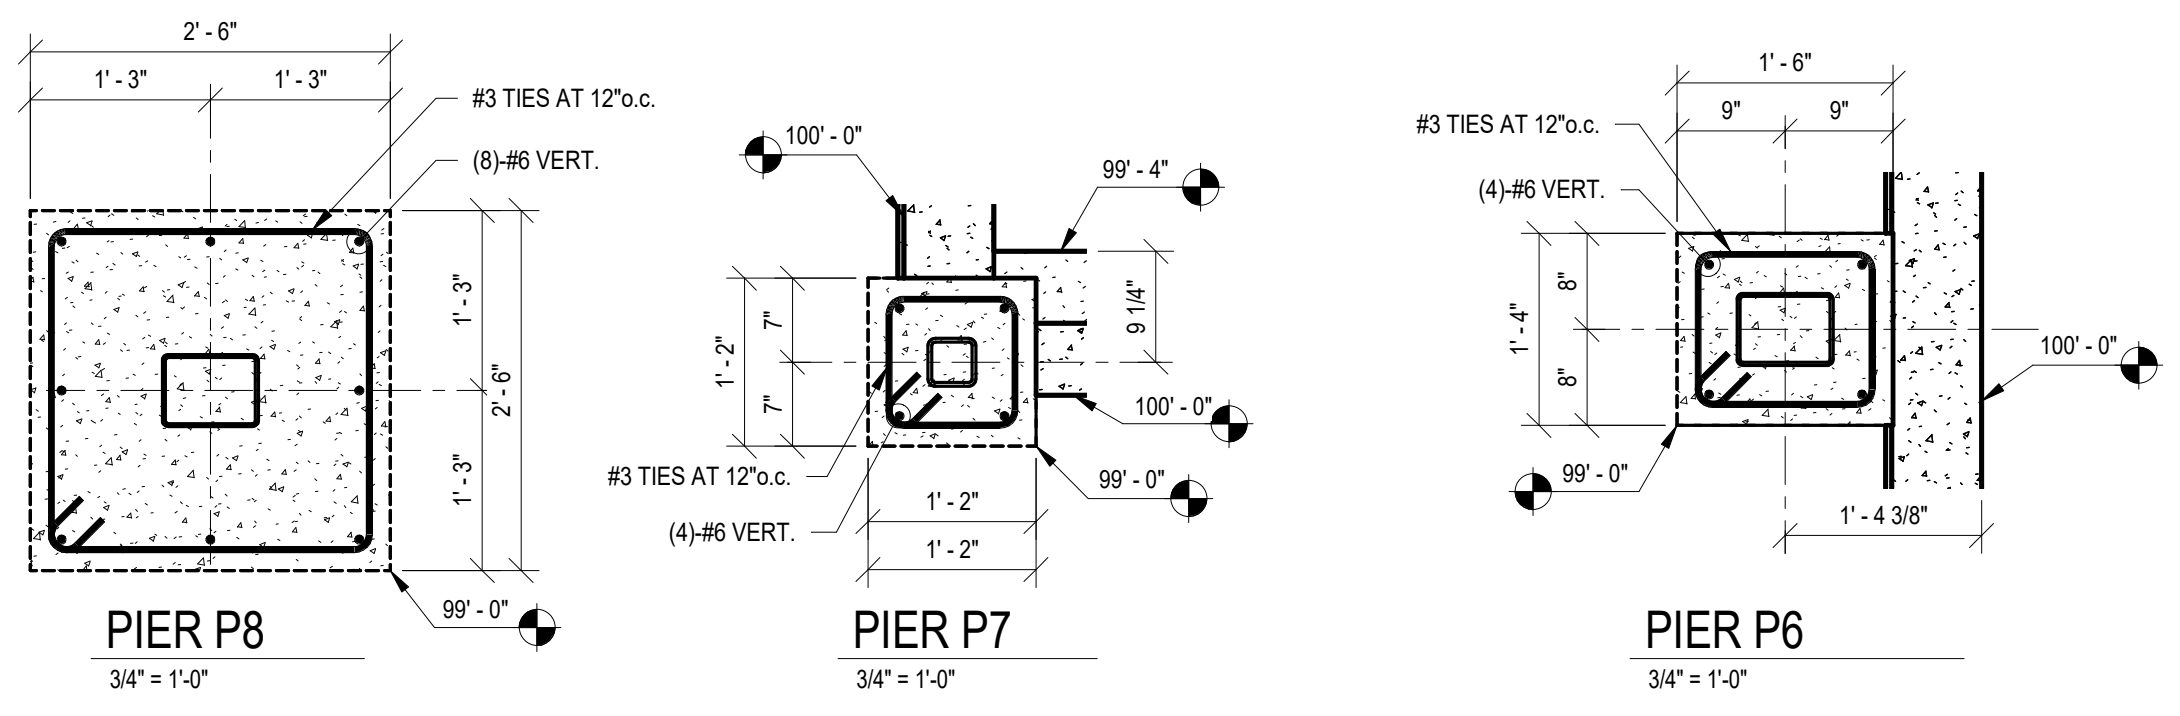 2' - 6"
1' - 3"
1' - 3"
#3 TIES AT 12"o.c.
(8)-#6 VERT.
1' - 3"
2' - 6"
1' - 3"
99' - 0"
PIER P8
3/4" = 1'-0"
100' - 0"
99' - 4"
7"
1' - 2"
7"
9 1/4"
100' - 0"
99' - 0"
#3 TIES AT 12"o.c.
(4)-#6 VERT.
1' - 2"
1' - 2"
PIER P7
3/4" = 1'-0"
1' - 6"
9"
9"
#3 TIES AT 12"o.c.
(4)-#6 VERT.
8"
1' - 4"
8"
100' - 0"
99' - 0"
1' - 4 3/8"
PIER P6
3/4" = 1'-0"